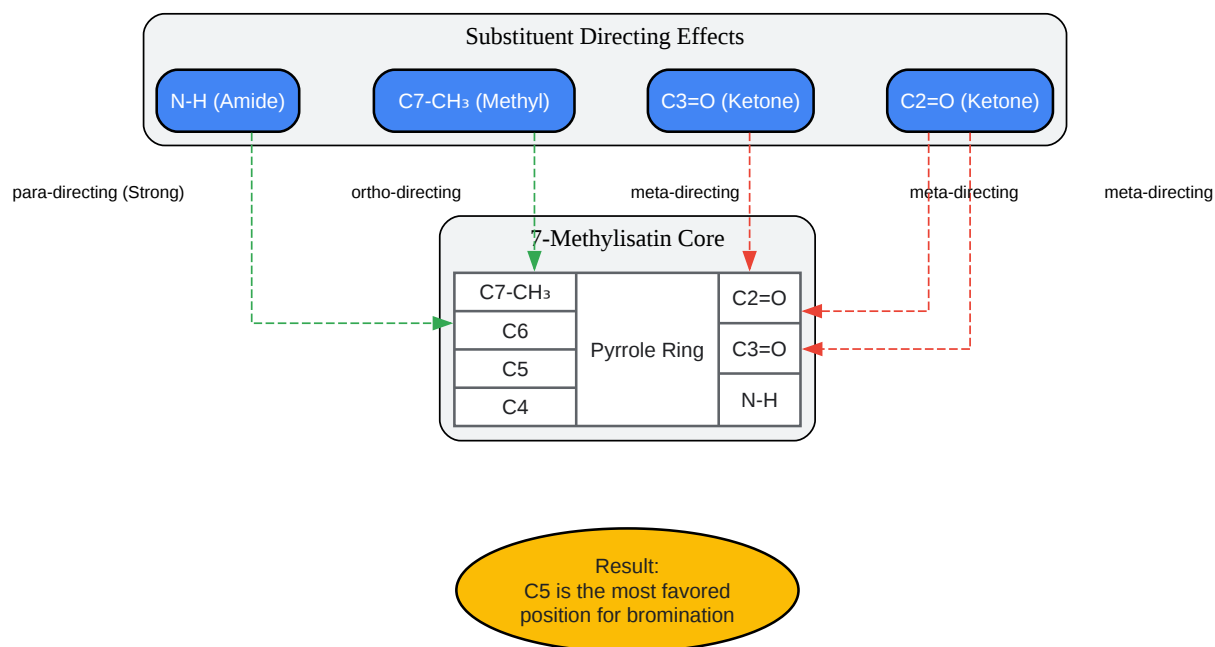 Substituent Directing Effects
N-H (Amide)
C7-CH₃ (Methyl)
C3=O (Ketone)
C2=O (Ketone)
para-directing (Strong)
ortho-directing
meta-directing
meta-directing
meta-directing
7-Methylisatin Core
C7-CH₃
C6
C5
C4
Pyrrole Ring
C2=O
C3=O
N-H
Result:
C5 is the most favored
position for bromination